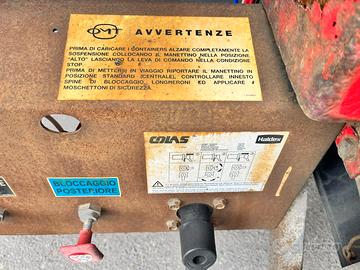 OMT AVVERTENZE
PRIMA DI CARICARE I CONTAINERS ALZARE COMPLETAMENTE LA
SOSPENSIONE COLLOCANDO IL MANETTINO NELLA POSIZIONE
"ALTO" LASCIANDO LA LEVA DI COMANDO NELLA CONDIZIONE
STOP.
PRIMA DI METTERSI IN VIAGGIO RIPORTARE IL MANETTINO IN
POSIZIONE STANDARD (CENTRALE), CONTROLLARE INNESTO
SPINE DI BLOCCAGGIO, LONGHERONI ED APPLICARE I
MOSCHETTONI DI SICUREZZA.
COLAS
Haldex
BLOCCAGGIO
POSTERIORE